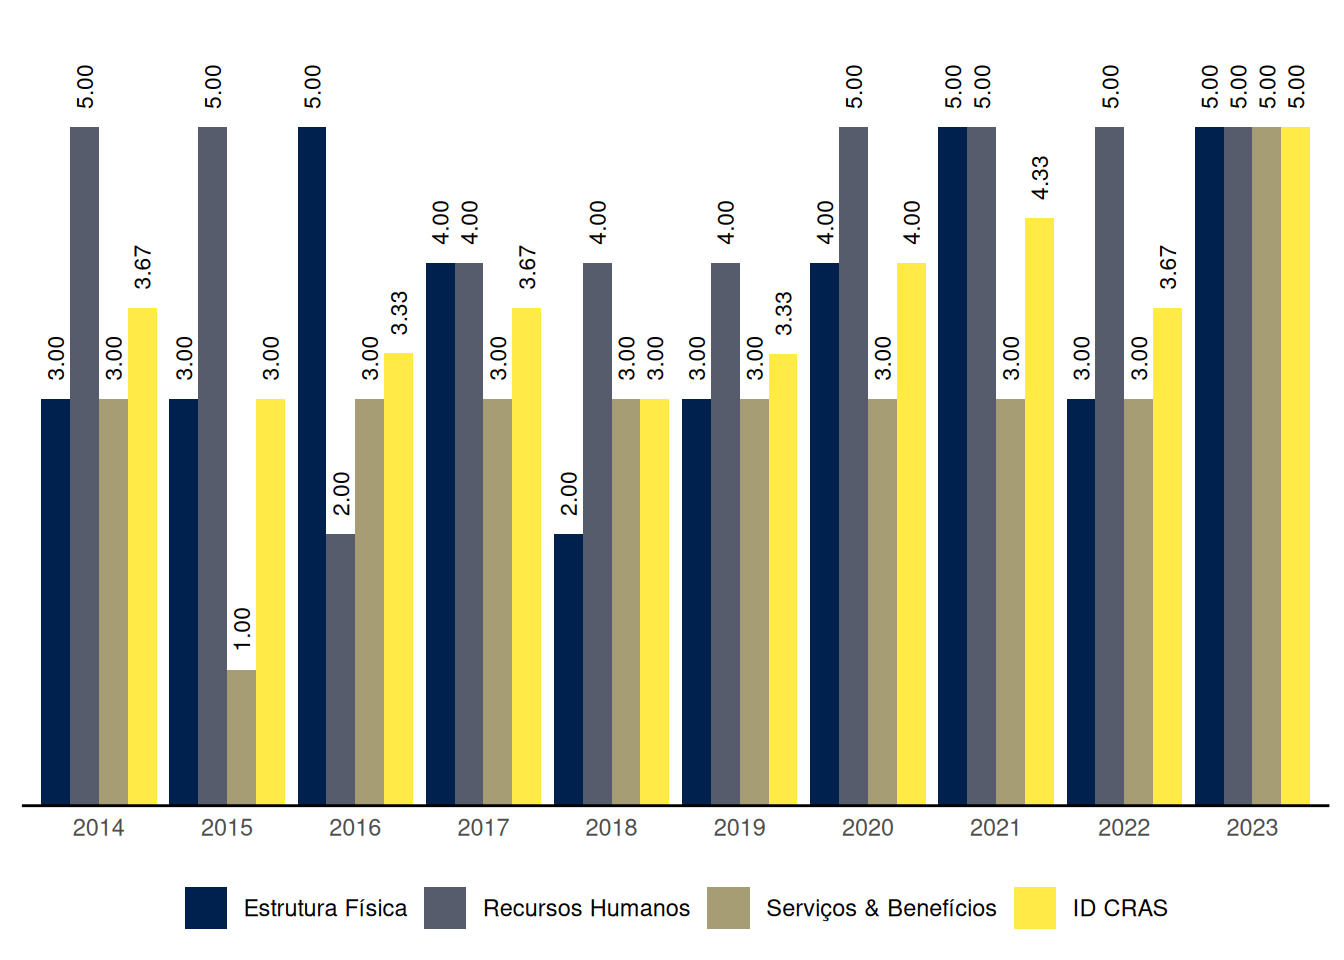 3.00 5.00 3.00 3.67
3.00 5.00 1.00 3.00
5.00 2.00 3.00 3.33
4.00 4.00 3.00 3.67
2.00 4.00 3.00 3.00
3.00 4.00 3.00 3.33
4.00 5.00 3.00 4.00
5.00 5.00 3.00 4.33
3.00 5.00 3.00 3.67
5.00 5.00 5.00 5.00
2014 2015 2016 2017 2018 2019 2020 2021 2022 2023
Estrutura Física Recursos Humanos Serviços & Benefícios ID CRAS